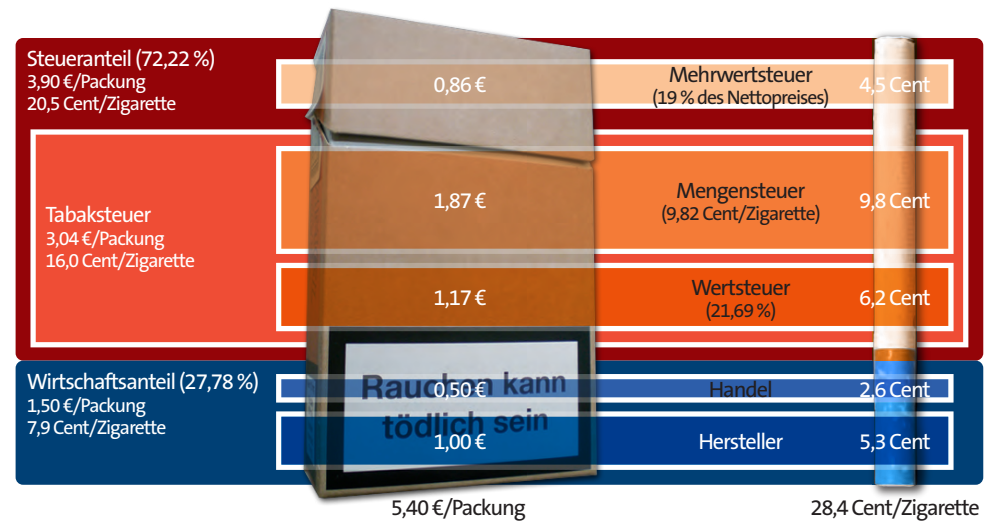 Steueranteil (72,22 %)
3,90 €/Packung
20,5 Cent/Zigarette
0,86 €
Mehrwertsteuer
(19 % des Nettopreises)
4,5 Cent
Tabaksteuer
3,04 €/Packung
16,0 Cent/Zigarette
1,87 €
Mengensteuer
(9,82 Cent/Zigarette)
9,8 Cent
1,17 €
Wertsteuer
(21,69 %)
6,2 Cent
Wirtschaftsanteil (27,78 %)
1,50 €/Packung
7,9 Cent/Zigarette
Rauchen kann
tödlich sein
0,50 €
Handel
2,6 Cent
1,00 €
Hersteller
5,3 Cent
5,40 €/Packung
28,4 Cent/Zigarette